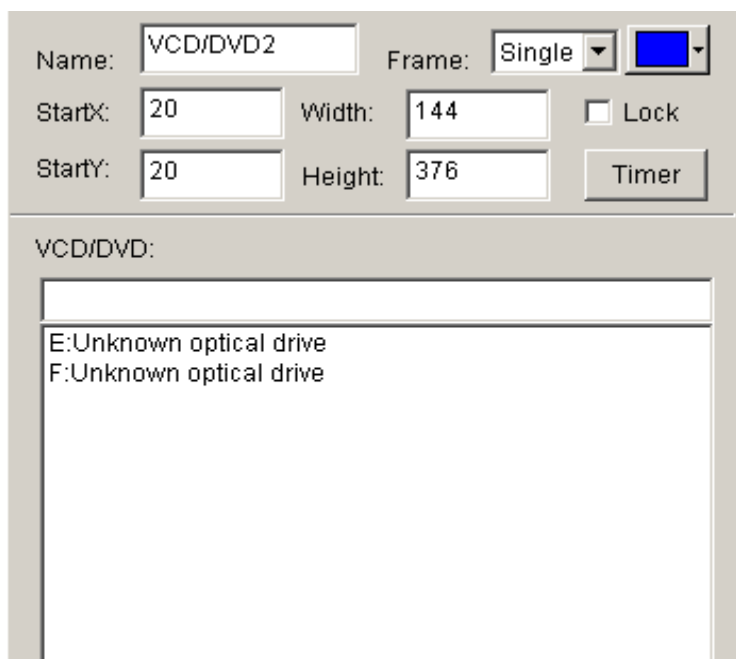 Name: VCD/DVD2 Frame: Single
StartX: 20 Width: 144 Lock
StartY: 20 Height: 376 Timer
VCD/DVD:
E:Unknown optical drive
F:Unknown optical drive